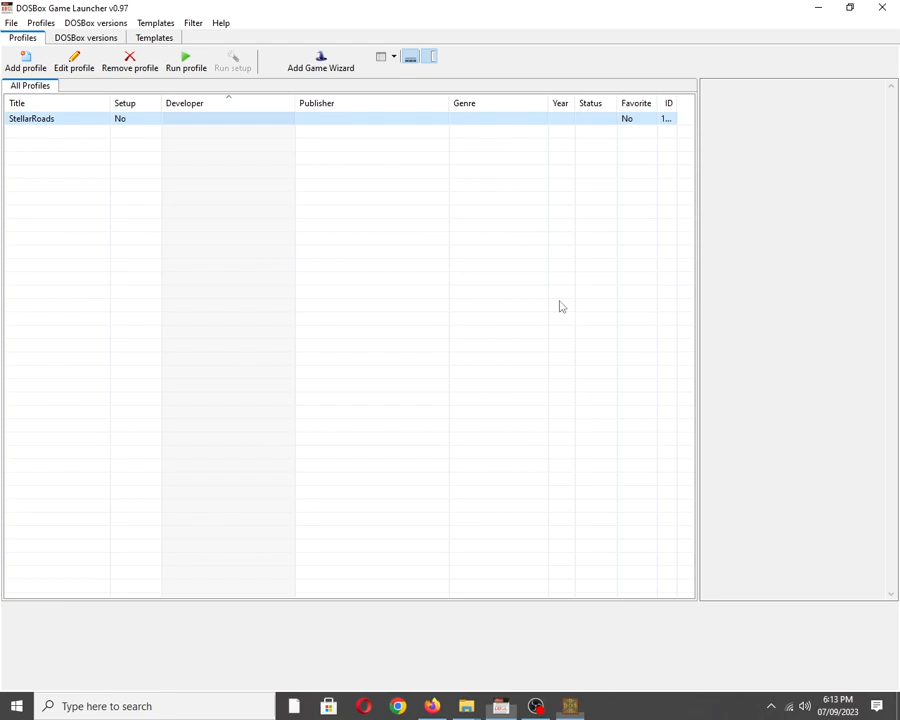 DOSBox Game Launcher v0.97
File Profiles DOSBox versions Templates Filter Help
Profiles DOSBox versions Templates
Add profile Edit profile Remove profile Run profile Run setup Add Game Wizard
All Profiles
Title Setup Developer Publisher Genre Year Status Favorite ID
StellarRoads No No 1...
Type here to search
6:13 PM
07/09/2023